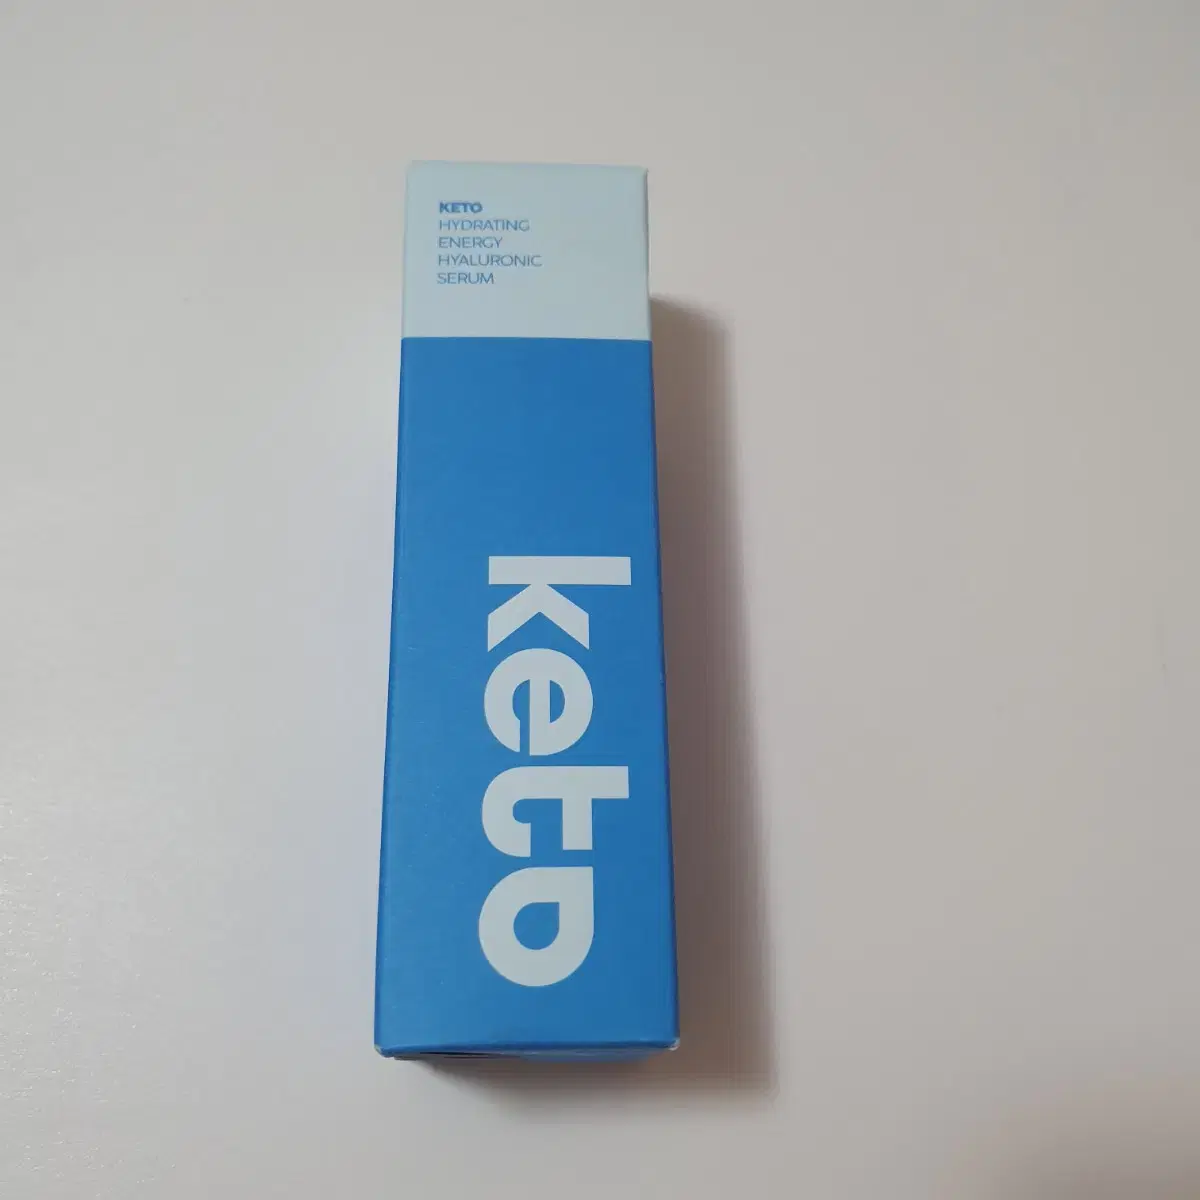 KETO
HYDRATING
ENERGY
HYALURONIC
SERUM
keto